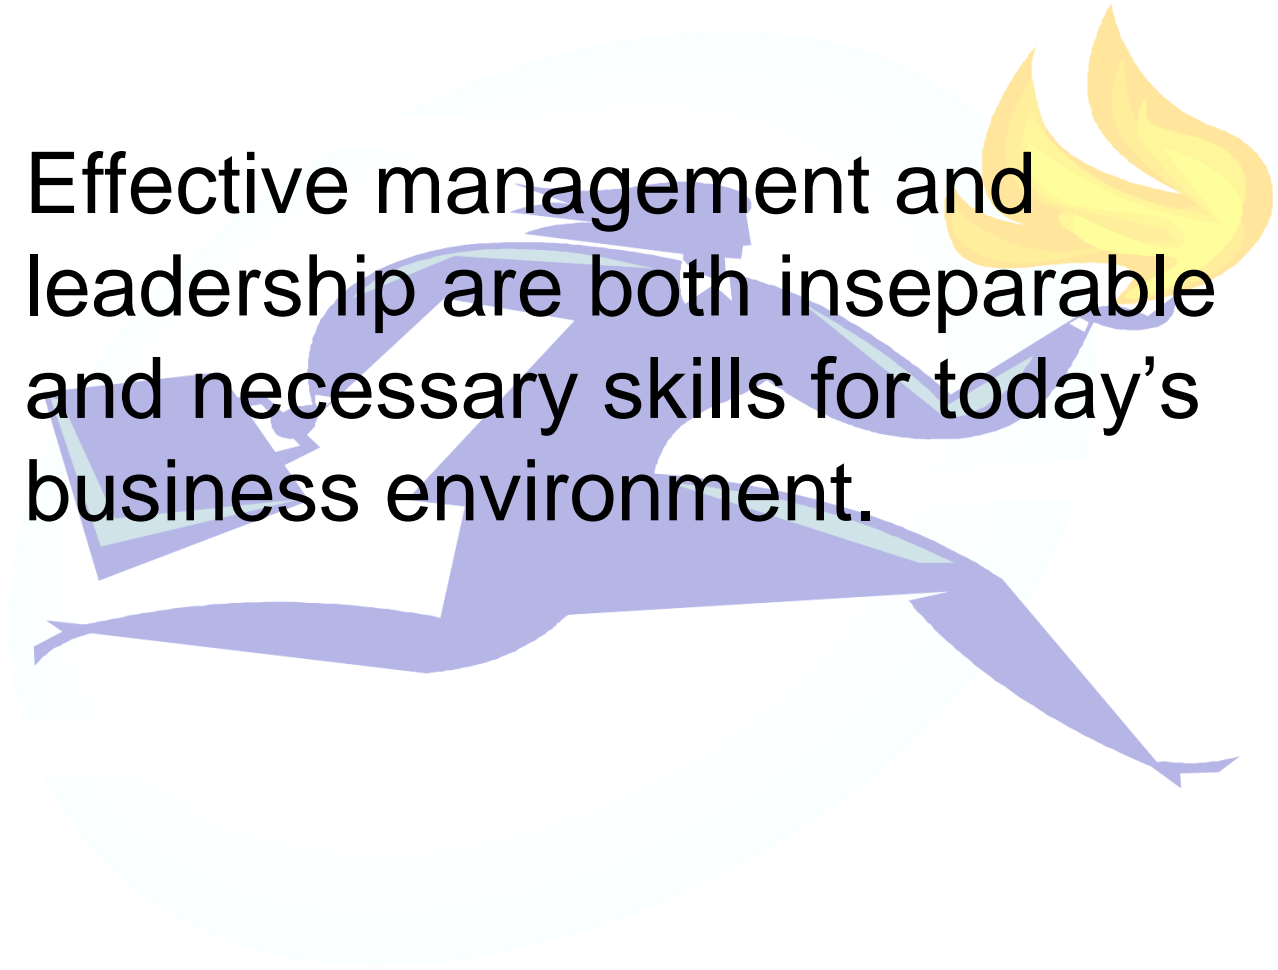 Effective management and
leadership are both inseparable
and necessary skills for today’s
business environment.